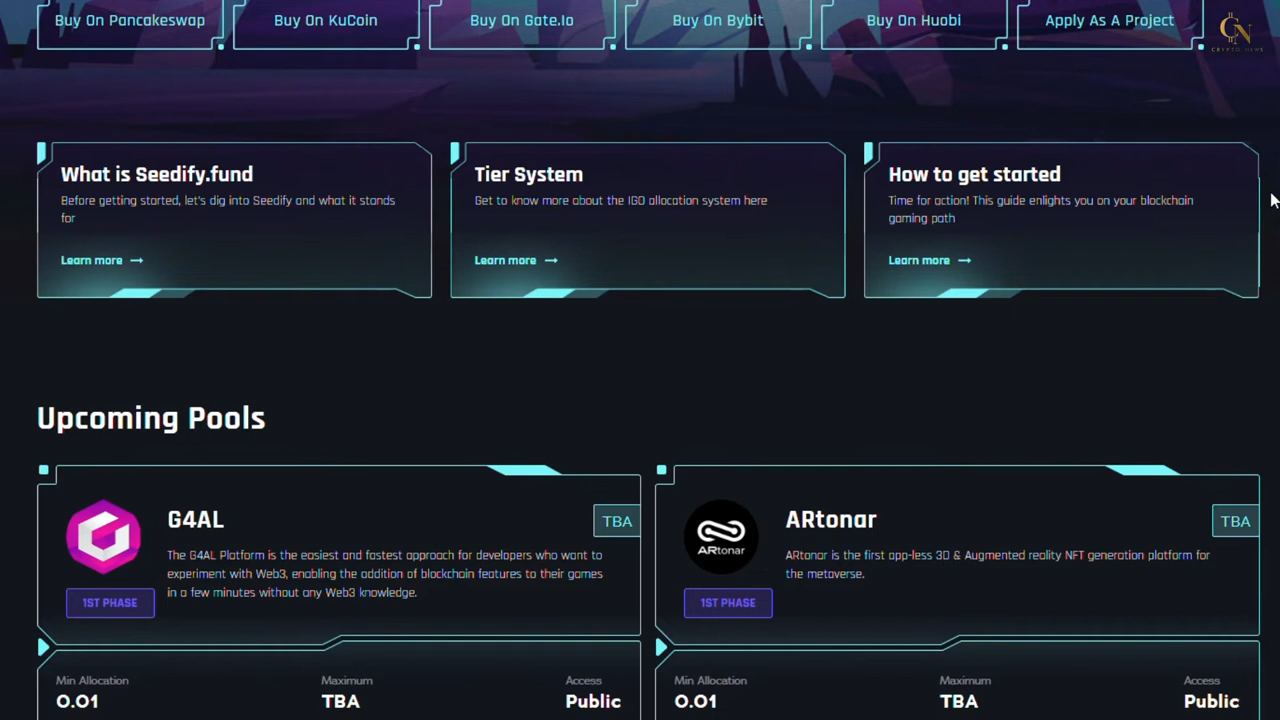 Buy On Pancakeswap
Buy On KuCoin
Buy On Gate.Io
Buy On Bybit
Buy On Huobi
Apply As A Project
CN
CRYPTO NEWS
What is Seedify.fund
Before getting started, let's dig into Seedify and what it stands
for
Learn more →
Tier System
Get to know more about the IGO allocation system here
Learn more →
How to get started
Time for action! This guide enlights you on your blockchain
gaming path
Learn more →
Upcoming Pools
G4AL
TBA
The G4AL Platform is the easiest and fastest approach for developers who want to
experiment with Web3, enabling the addition of blockchain features to their games
in a few minutes without any Web3 knowledge.
1ST PHASE
Min Allocation
0.01
Maximum
TBA
Access
Public
ARtonar
ARtonar
TBA
ARtonar is the first app-less 3D & Augmented reality NFT generation platform for
the metaverse.
1ST PHASE
Min Allocation
0.01
Maximum
TBA
Access
Public